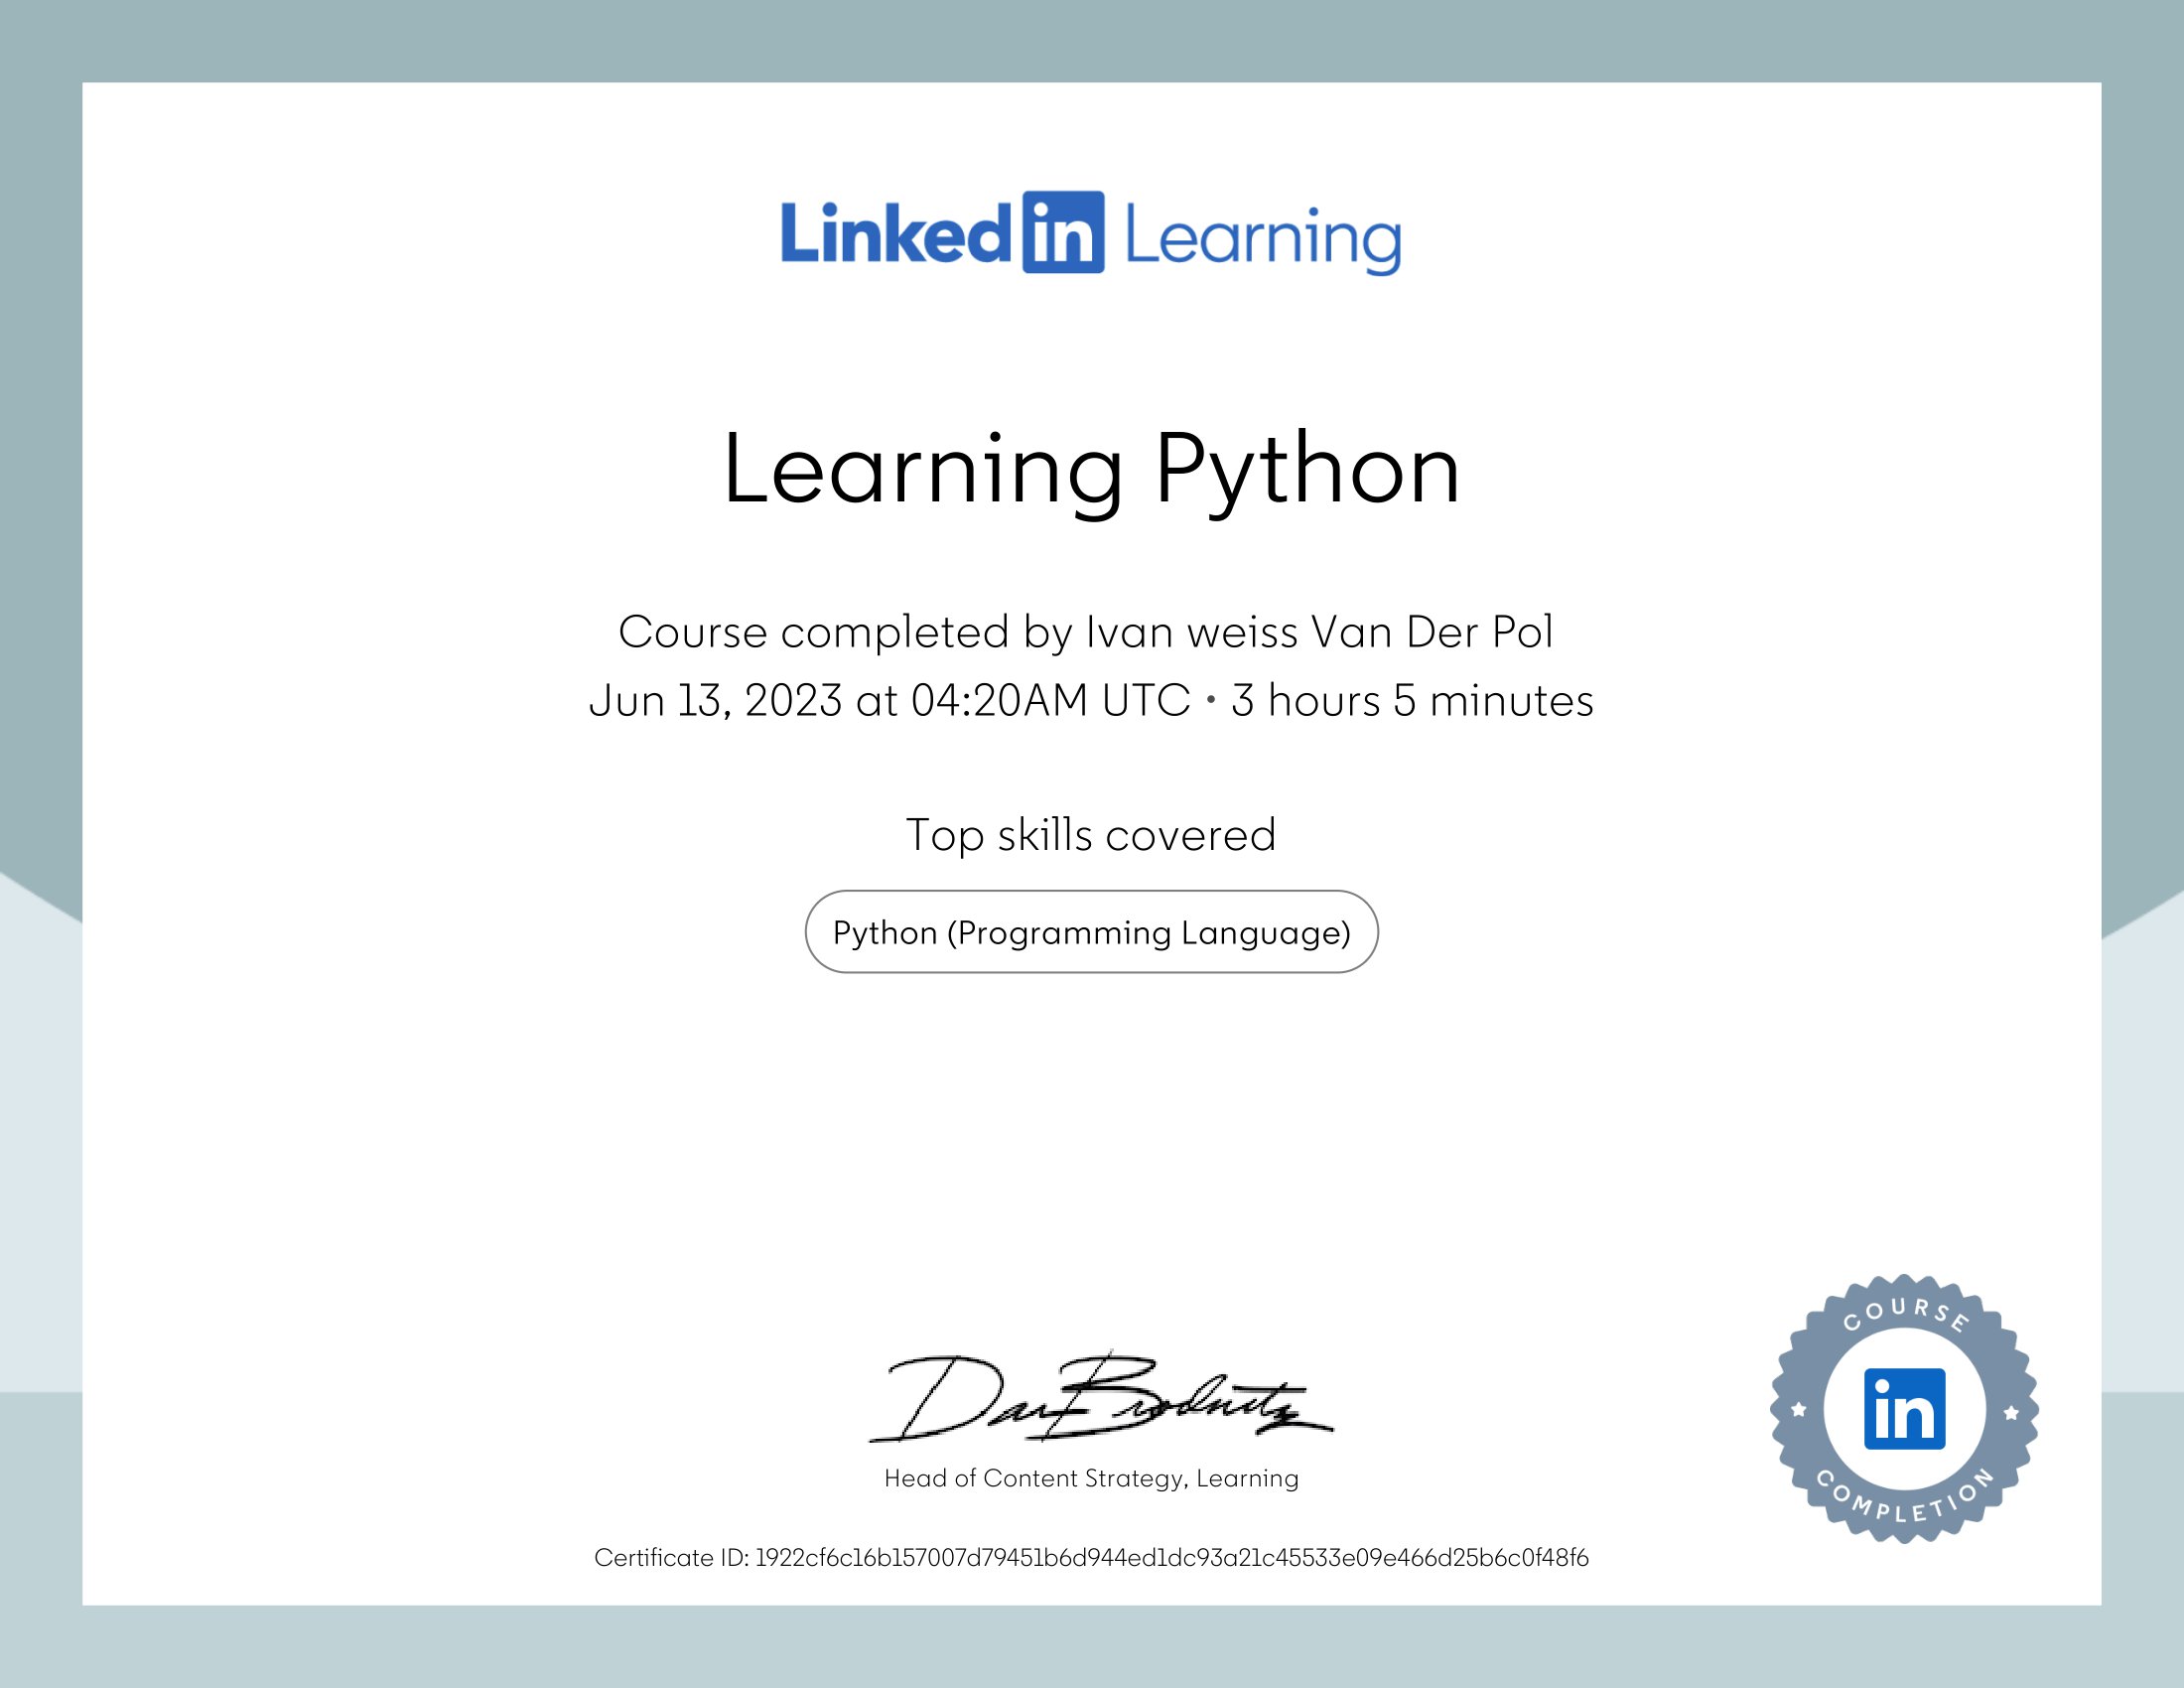 Linked in Learning
Learning Python
Course completed by Ivan weiss Van Der Pol
Jun 13, 2023 at 04:20AM UTC • 3 hours 5 minutes
Top skills covered
Python (Programming Language)
Dan Brodnitz
Head of Content Strategy, Learning
Certificate ID: 1922cf6c16b157007d79451b6d944ed1dc93a21c45533e09e466d25b6c0f48f6
COURSE
in
COMPLETION